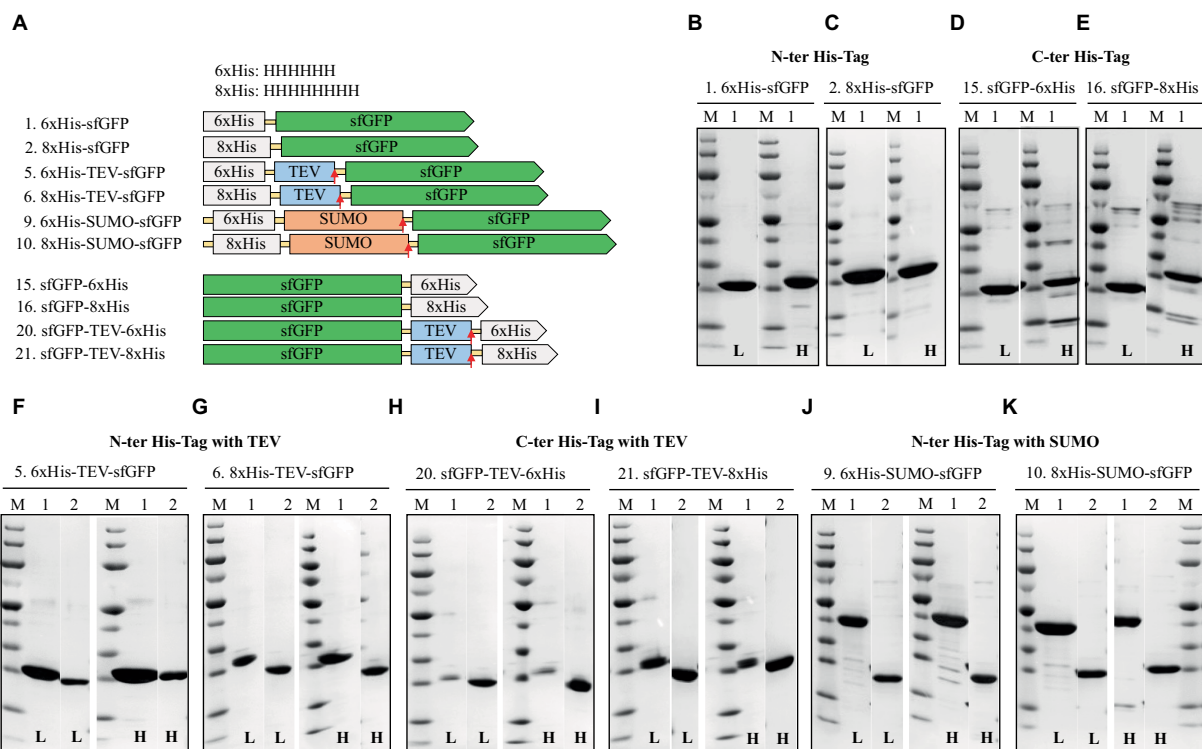 A
6xHis: HHHHHH
8xHis: HHHHHHHH
1. 6xHis-sfGFP
6xHis
sfGFP
2. 8xHis-sfGFP
8xHis
sfGFP
5. 6xHis-TEV-sfGFP
6xHis
TEV
sfGFP
6. 8xHis-TEV-sfGFP
8xHis
TEV
sfGFP
9. 6xHis-SUMO-sfGFP
6xHis
SUMO
sfGFP
10. 8xHis-SUMO-sfGFP
8xHis
SUMO
sfGFP
15. sfGFP-6xHis
sfGFP
6xHis
16. sfGFP-8xHis
sfGFP
8xHis
20. sfGFP-TEV-6xHis
sfGFP
TEV
6xHis
21. sfGFP-TEV-8xHis
sfGFP
TEV
8xHis
B C D E
N-ter His-Tag
C-ter His-Tag
1. 6xHis-sfGFP
2. 8xHis-sfGFP
15. sfGFP-6xHis
16. sfGFP-8xHis
M 1 M 1
M 1 M 1
M 1 M 1
M 1 M 1
L H
L H
L H
L H
F G H I J K
N-ter His-Tag with TEV
C-ter His-Tag with TEV
N-ter His-Tag with SUMO
5. 6xHis-TEV-sfGFP
6. 8xHis-TEV-sfGFP
20. sfGFP-TEV-6xHis
21. sfGFP-TEV-8xHis
9. 6xHis-SUMO-sfGFP
10. 8xHis-SUMO-sfGFP
M 1 2 M 1 2
M 1 2 M 1 2
M 1 2 M 1 2
M 1 2 M 1 2
M 1 2 M 1 2
M 1 2 1 2 M
L L H H
L L H H
L L H H
L L H H
L L H H
L L H H